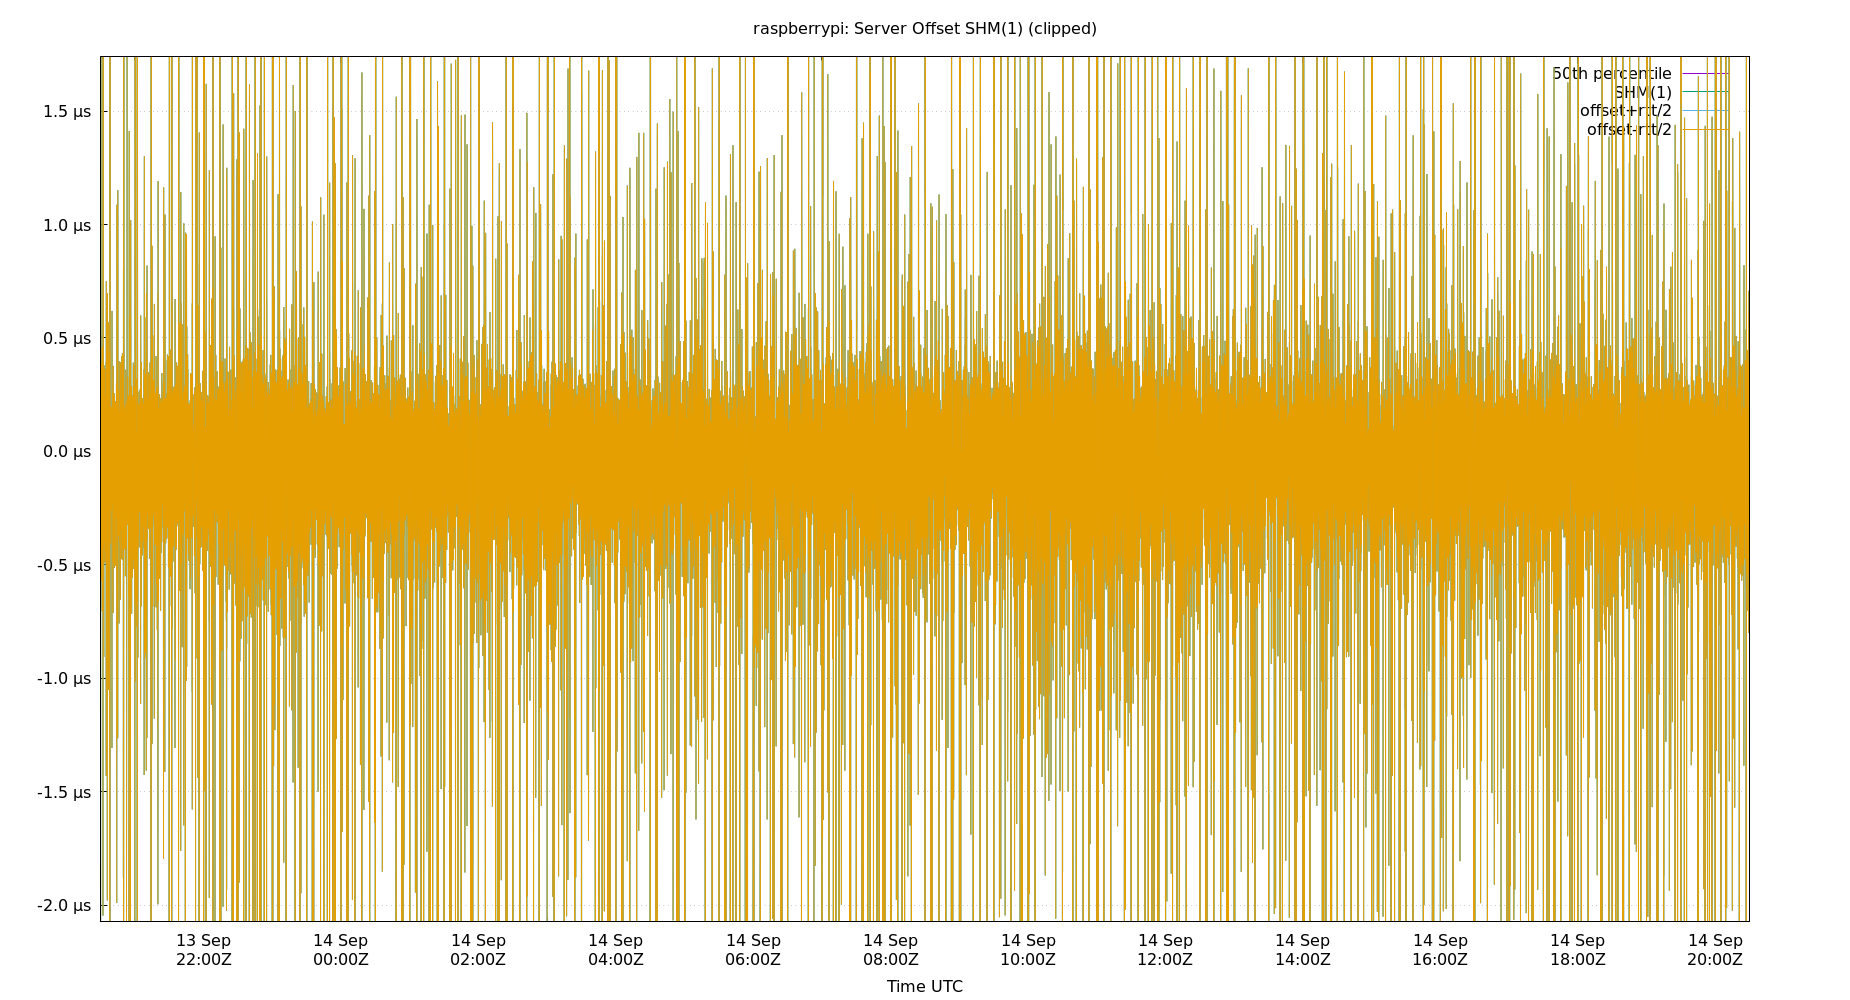 raspberrypi: Server Offset SHM(1) (clipped)
50th percentile
SHM(1)
offset+rtt/2
offset-rtt/2
1.5 µs
1.0 µs
0.5 µs
0.0 µs
-0.5 µs
-1.0 µs
-1.5 µs
-2.0 µs
13 Sep 14 Sep 14 Sep 14 Sep 14 Sep 14 Sep 14 Sep 14 Sep 14 Sep 14 Sep 14 Sep 14 Sep
22:00Z 00:00Z 02:00Z 04:00Z 06:00Z 08:00Z 10:00Z 12:00Z 14:00Z 16:00Z 18:00Z 20:00Z
Time UTC